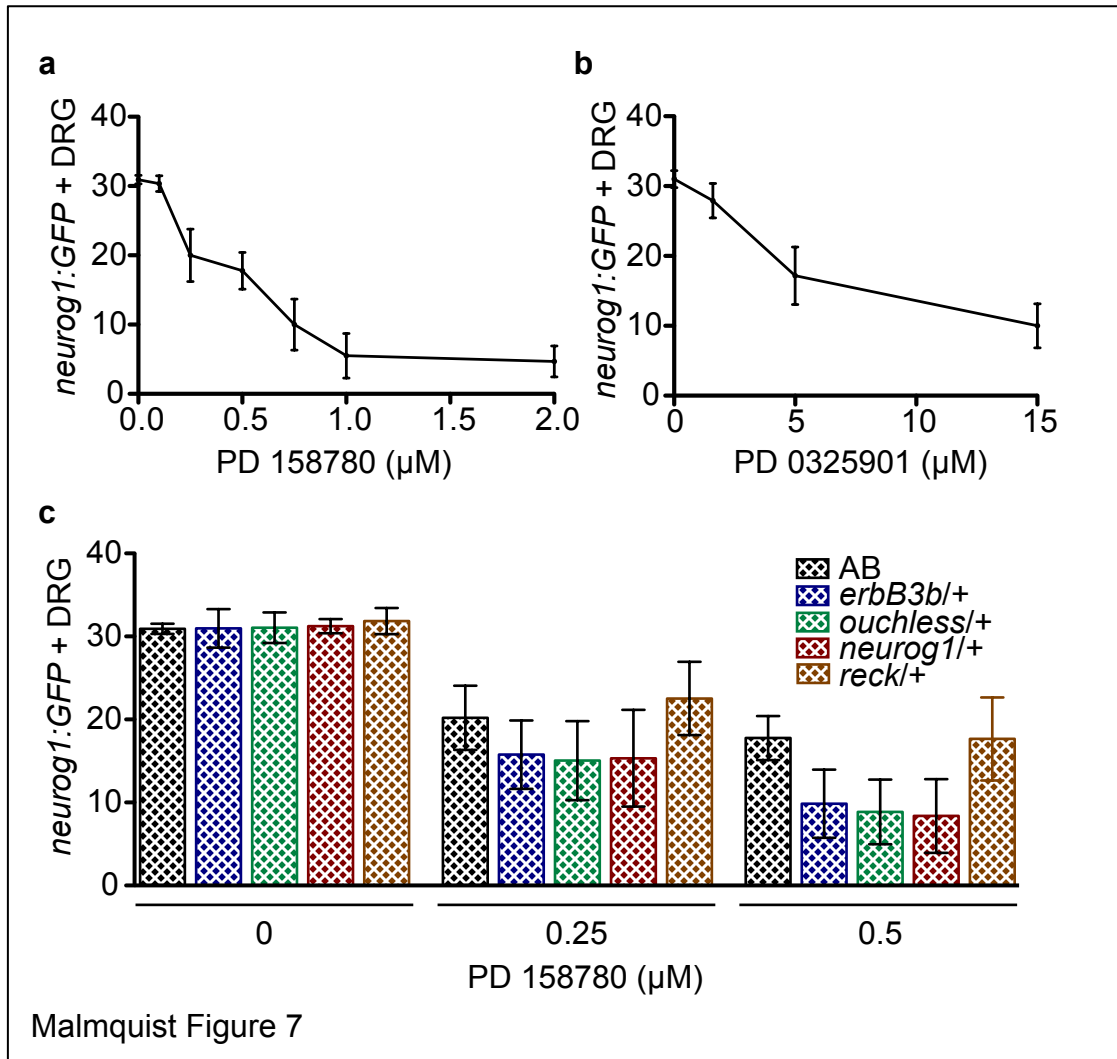 a
neurog1:GFP + DRG
40
30
20
10
0
0.0 0.5 1.0 1.5 2.0
PD 158780 (µM)
b
neurog1:GFP + DRG
40
30
20
10
0
0 5 10 15
PD 0325901 (µM)
c
neurog1:GFP + DRG
40
30
20
10
0
AB
erbB3b/+
ouchless/+
neurog1/+
reck/+
0 0.25 0.5
PD 158780 (µM)
Malmquist Figure 7